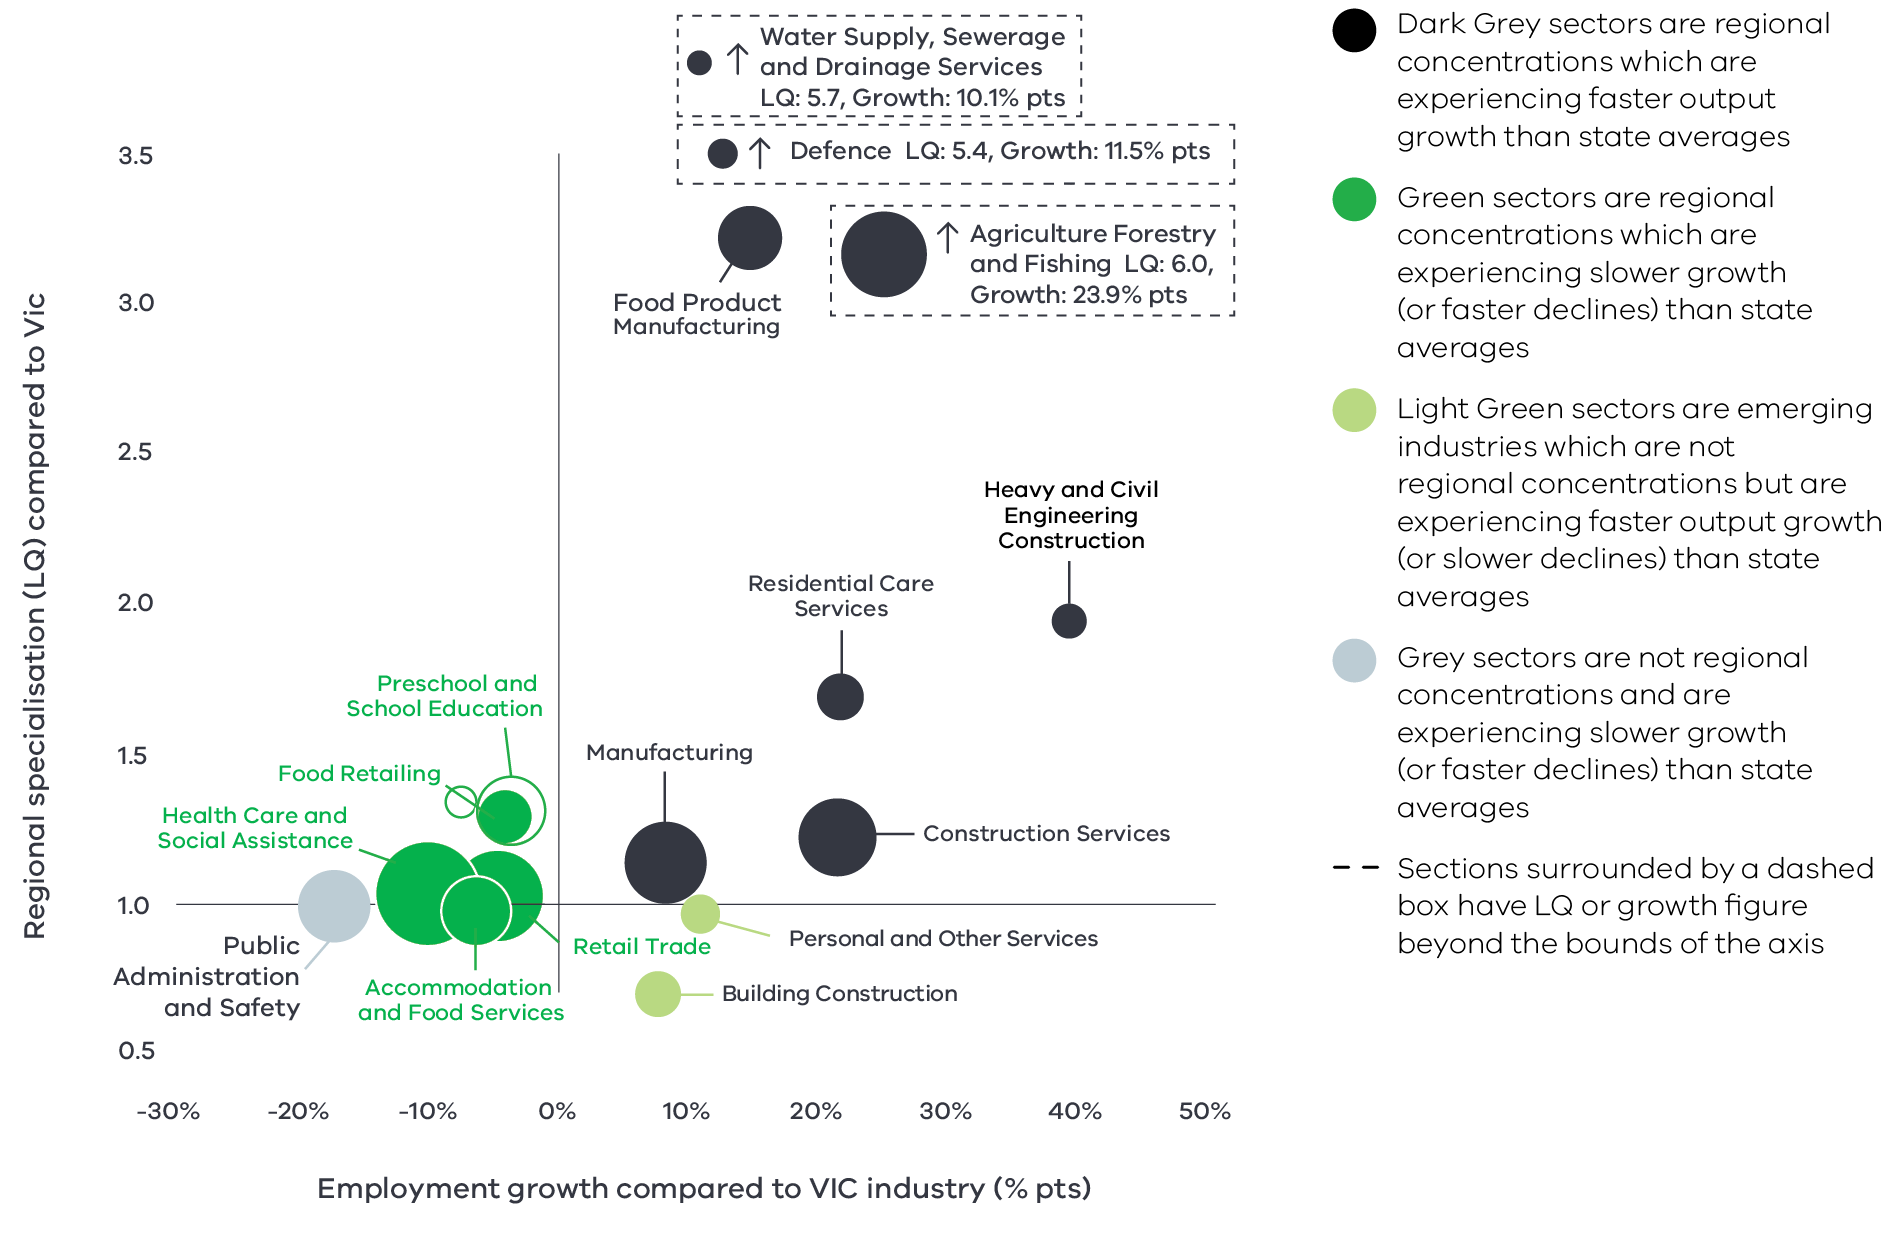 Water Supply, Sewerage
and Drainage Services
LQ: 5.7, Growth: 10.1% pts
Defence LQ: 5.4, Growth: 11.5% pts
Agriculture Forestry
and Fishing LQ: 6.0,
Growth: 23.9% pts
Food Product
Manufacturing
Heavy and Civil
Engineering
Construction
Residential Care
Services
Preschool and
School Education
Manufacturing
Food Retailing
Health Care and
Social Assistance
Construction Services
Public
Administration
and Safety
Retail Trade
Personal and Other Services
Accommodation
and Food Services
Building Construction
Regional specialisation (LQ) compared to Vic
3.5
3.0
2.5
2.0
1.5
1.0
0.5
-30% -20% -10% 0% 10% 20% 30% 40% 50%
Employment growth compared to VIC industry (% pts)
Dark Grey sectors are regional
concentrations which are
experiencing faster output
growth than state averages
Green sectors are regional
concentrations which are
experiencing slower growth
(or faster declines) than state
averages
Light Green sectors are emerging
industries which are not
regional concentrations but are
experiencing faster output growth
(or slower declines) than state
averages
Grey sectors are not regional
concentrations and are
experiencing slower growth
(or faster declines) than state
averages
Sections surrounded by a dashed
box have LQ or growth figure
beyond the bounds of the axis